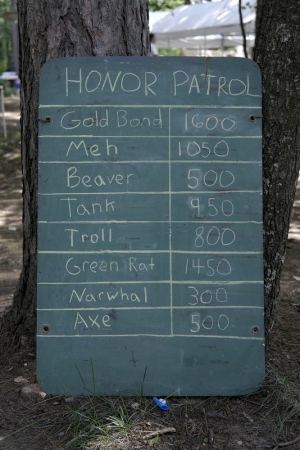 HONOR PATROL
Gold Bond 1600
Meh 1050
Beaver 500
Tank 950
Troll 800
Green Rat 1450
Narwhal 300
Axe 500